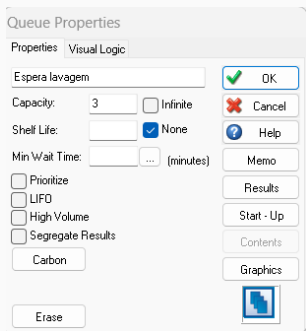 Queue Properties
Properties Visual Logic
Espera lavagem
OK
Capacity: 3 Infinite
Cancel
Shelf Life: None
Help
Min Wait Time: ... (minutes)
Memo
Prioritize
LIFO
Results
High Volume
Start - Up
Segregate Results
Contents
Carbon
Graphics
Erase